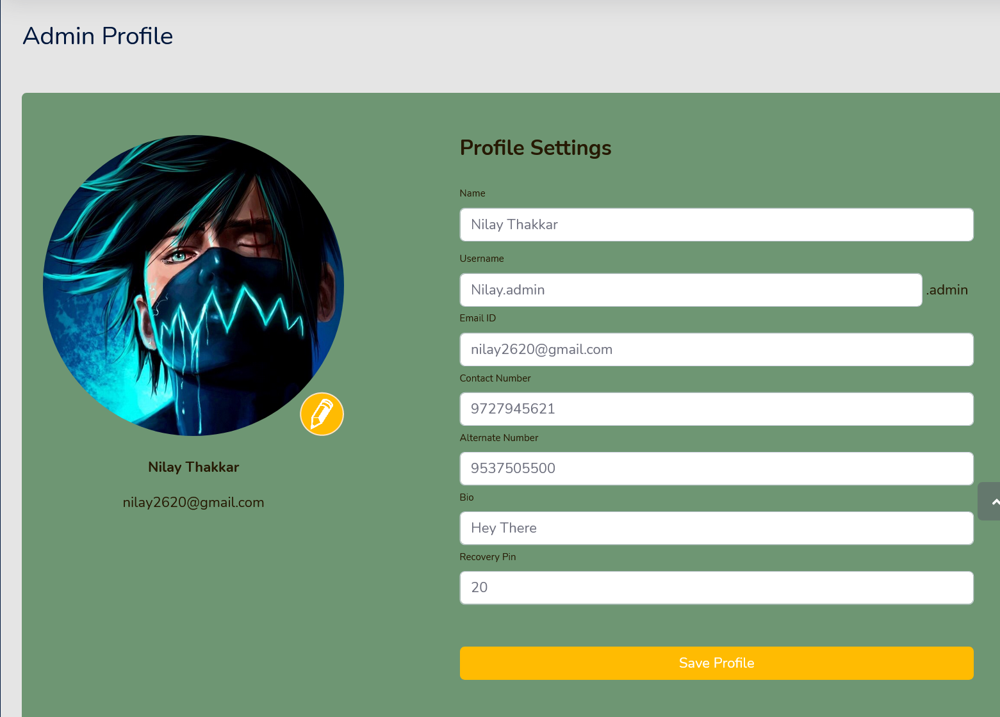 Admin Profile
Nilay Thakkar
nilay2620@gmail.com
Profile Settings
Name
Nilay Thakkar
Username
Nilay.admin .admin
Email ID
nilay2620@gmail.com
Contact Number
9727945621
Alternate Number
9537505500
Bio
Hey There
Recovery Pin
20
Save Profile